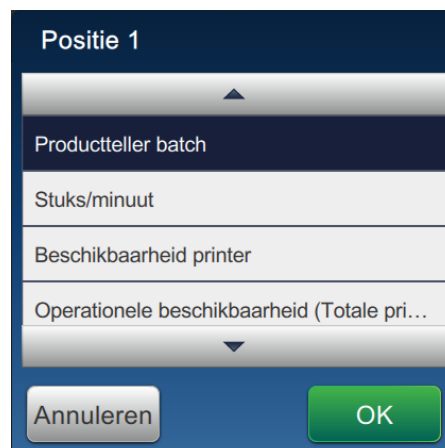 Positie 1
Productteller batch
Stuks/minuut
Beschikbaarheid printer
Operationele beschikbaarheid (Totale pri...
Annuleren
OK